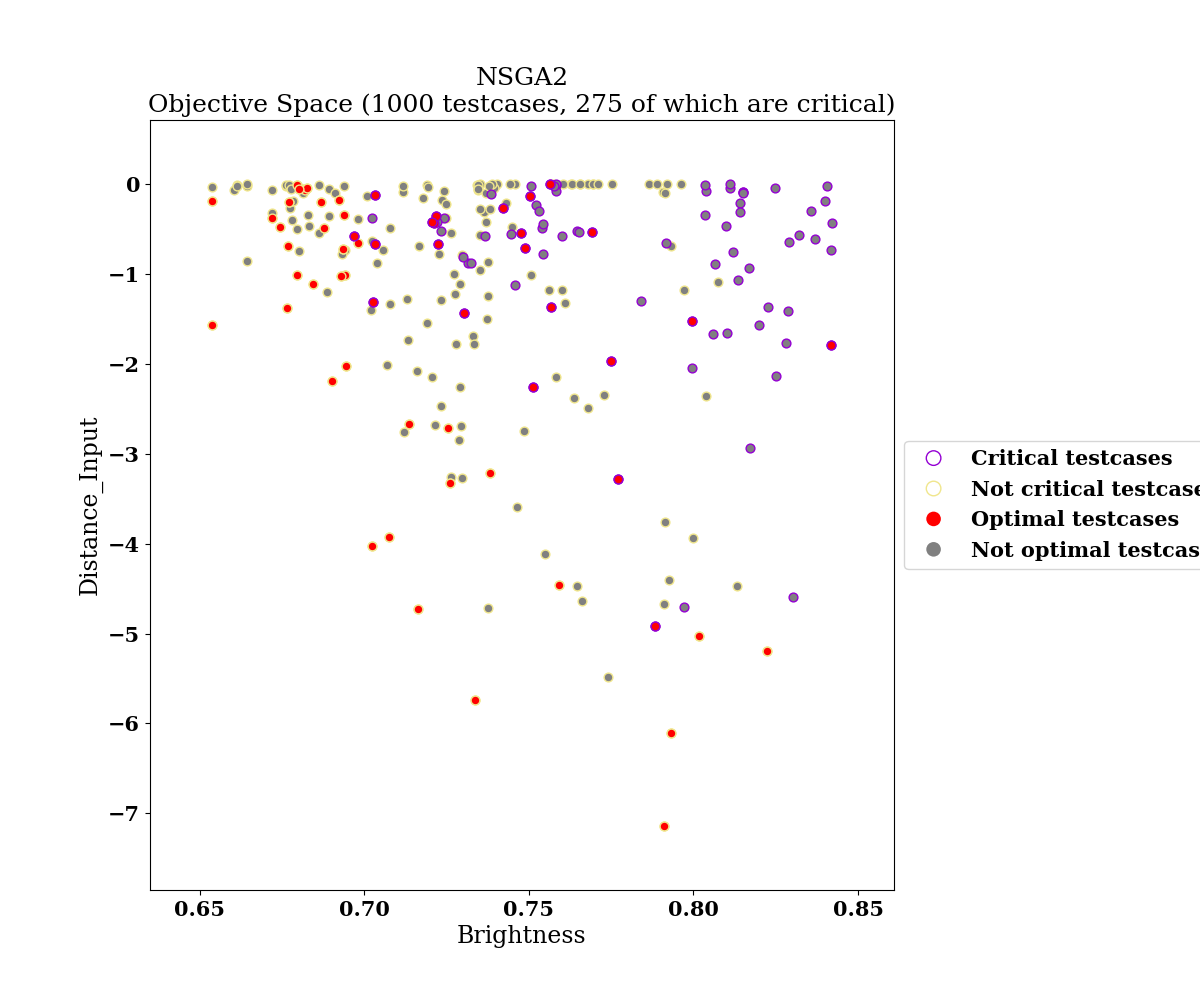 NSGA2
Objective Space (1000 testcases, 275 of which are critical)
0
−1
−2
−3
−4
−5
−6
−7
Distance_Input
0.65
0.70
0.75
0.80
0.85
Brightness
Critical testcases
Not critical testcase
Optimal testcases
Not optimal testcas